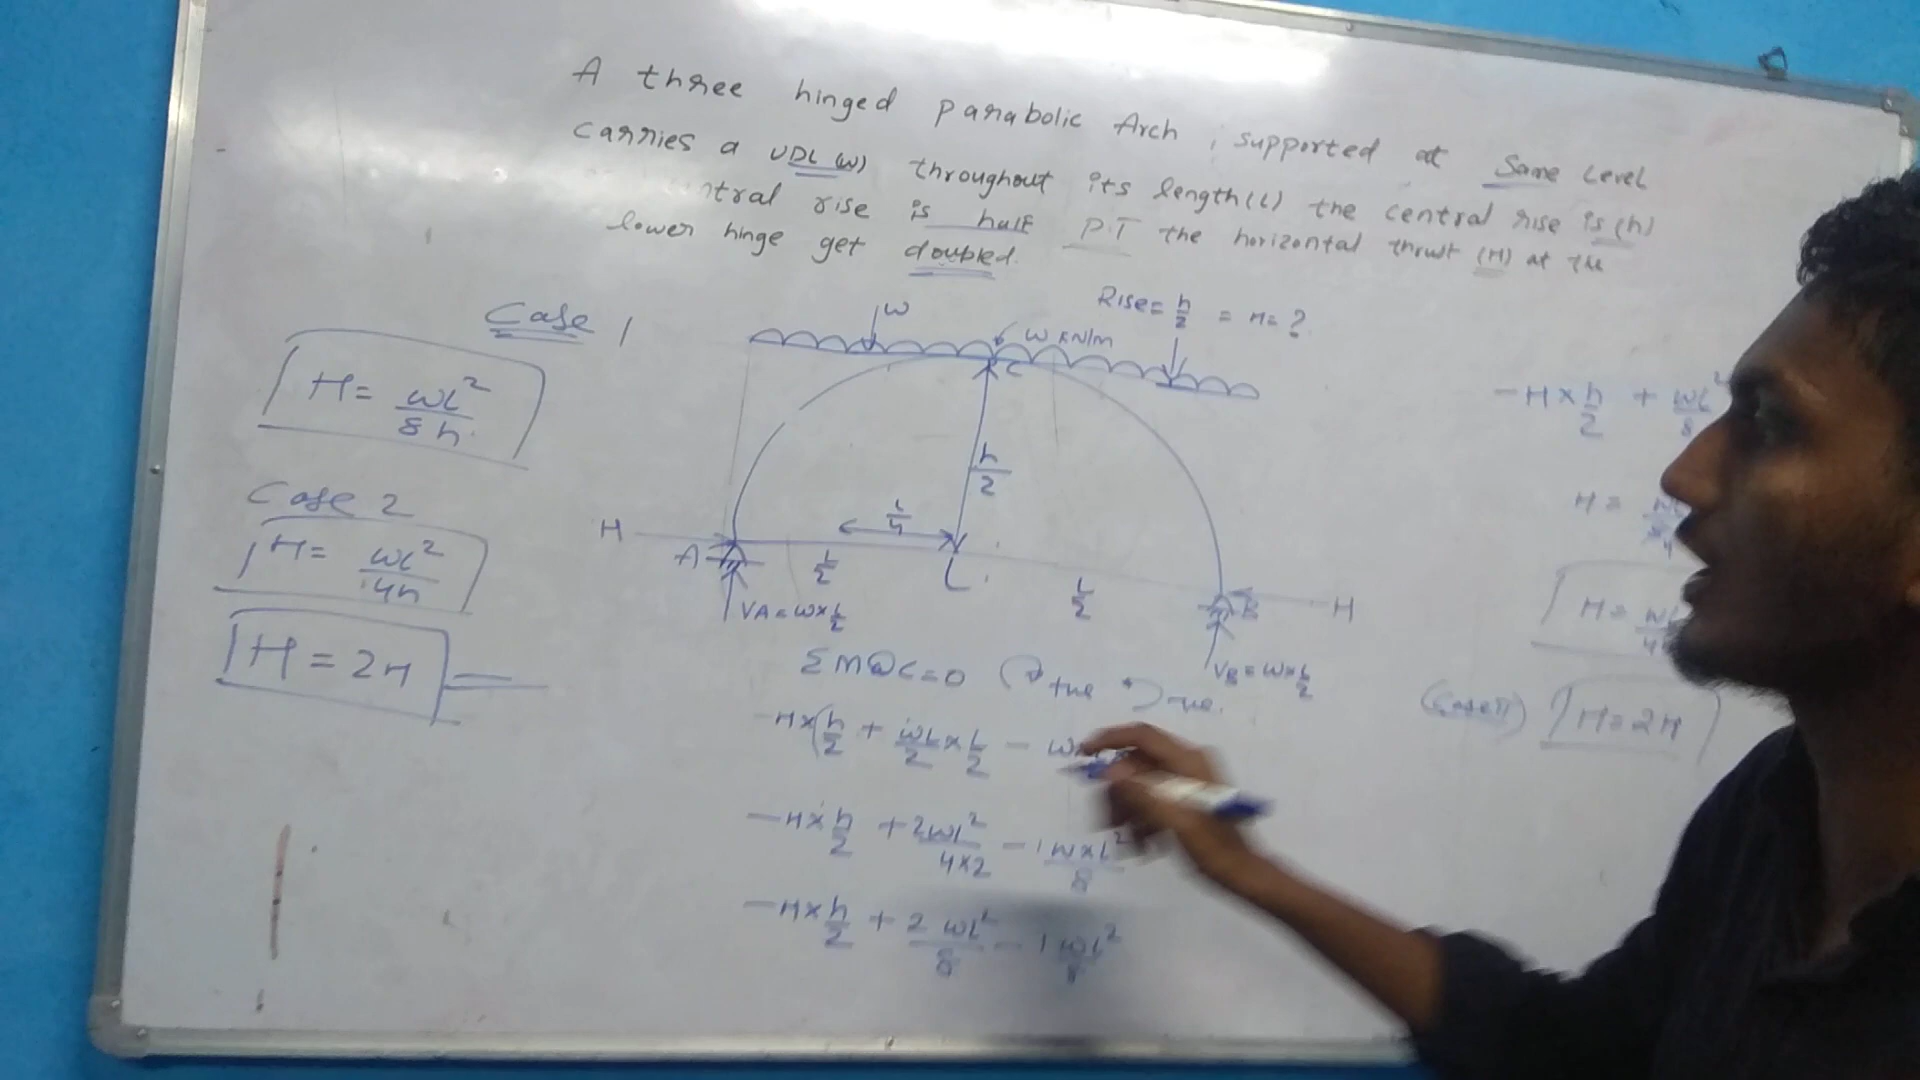 A three hinged parabolic Arch, supported at Same Level
carries a UDL (w) throughout its length (L) the central rise is (h)
ntral rise is half P.T the horizontal thrust (H) at the
lower hinge get doubled.
Case 1
H = wL²/8h
Case 2
H = wL²/4h
H = 2H
Rise = h/2 = H = ?
w
w kN/m
C
h/2
L/4
H
A
L/2
L
L/2
B
H
VA = w×L/2
VB = w×L/2
ΣM@C=0 +ve -ve
-H×h/2 + wL/2×L/2 - w
-H×h/2 + 2wL²/4×2 - 1w×L²/8
-H×h/2 + 2wL²/8 - 1wL²/8
-H×h/2 + wL²/8
H =
H =
(Case II) H=2H